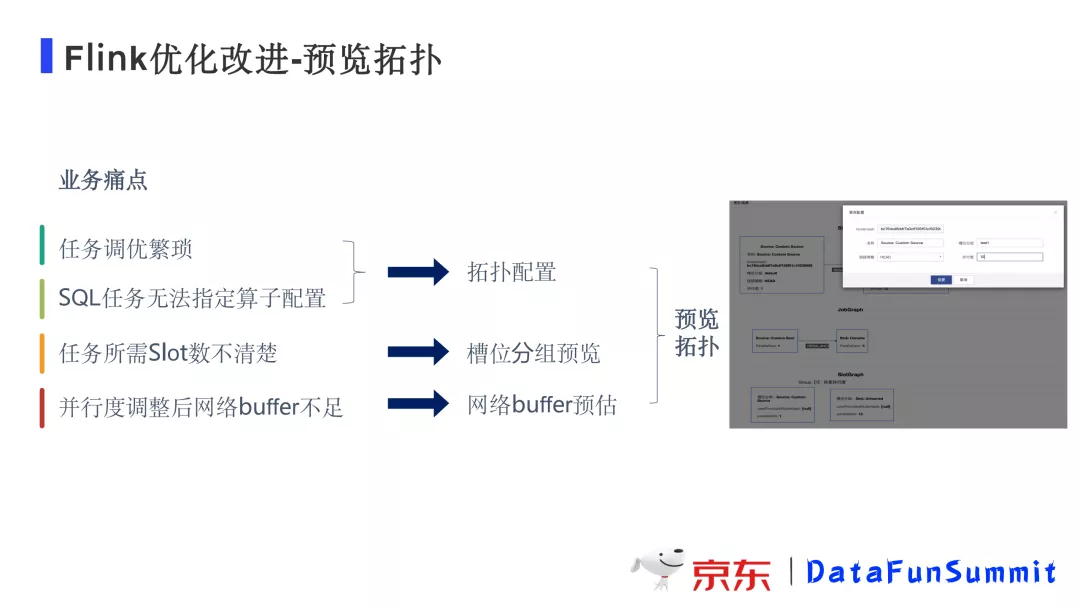 Flink优化改进-预览拓扑
业务痛点
任务调优繁琐
SQL任务无法指定算子配置
任务所需Slot数不清楚
并行度调整后网络buffer不足
拓扑配置
槽位分组预览
网络buffer预估
预览
拓扑
Source: Custom Source
JobGraph
SlotGraph
京东
DataFunSummit